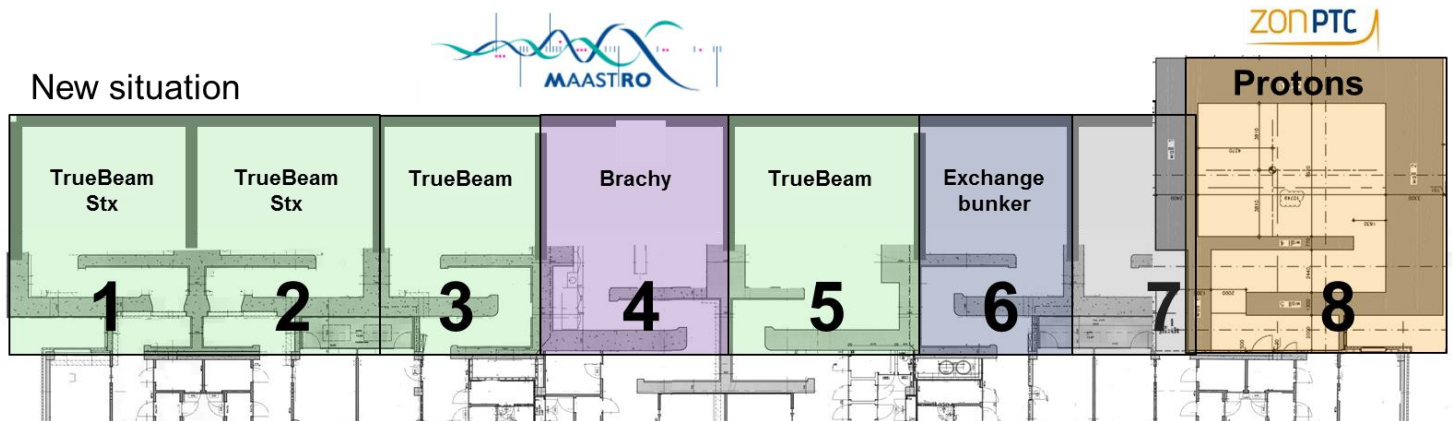 MAASTRO
ZON PTC
New situation
Protons
TrueBeam
Stx
TrueBeam
Stx
TrueBeam
Brachy
TrueBeam
Exchange
bunker
1
2
3
4
5
6
7
8